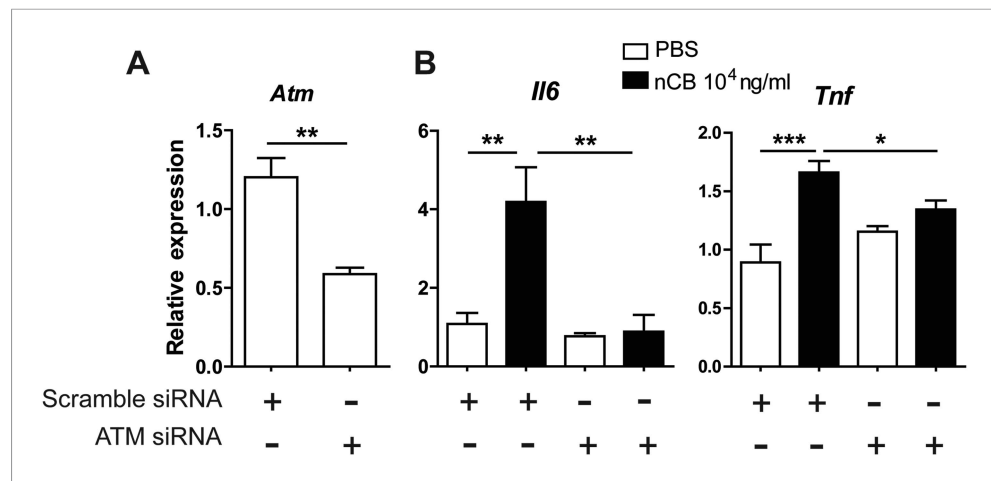 A
B
PBS
nCB 10⁴ ng/ml
Atm
Il6
Tnf
Relative expression
1.5
1.0
0.5
0.0
**
6
4
2
0
**
**
2.0
1.5
1.0
0.5
0.0
***
*
Scramble siRNA + - + + - - + + - -
ATM siRNA - + - - + + - - + +